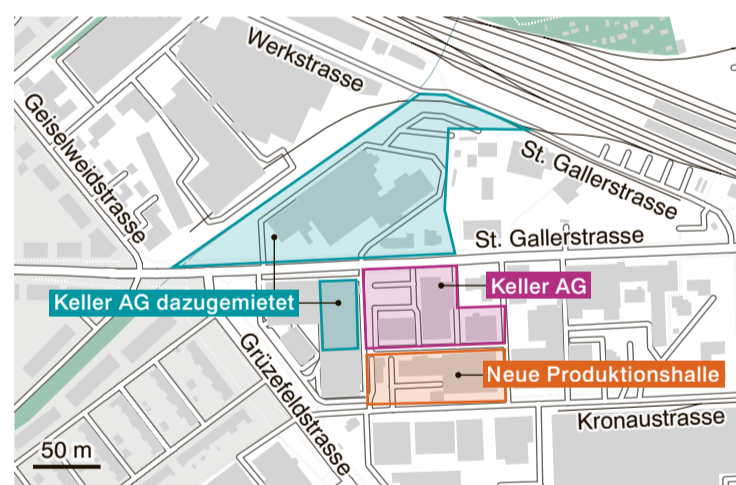 Werkstrasse
Geiselweidstrasse
St. Gallerstrasse
St. Gallerstrasse
Keller AG
Keller AG dazugemietet
Grüzefeldstrasse
Neue Produktionshalle
Kronaustrasse
50 m